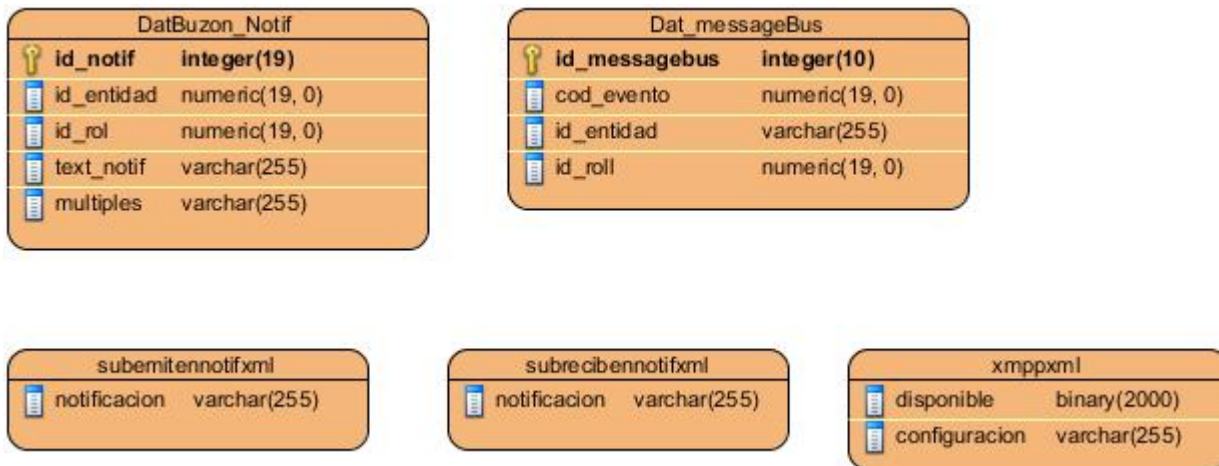 DatBuzon_Notif
id_notif integer(19)
id_entidad numeric(19, 0)
id_rol numeric(19, 0)
text_notif varchar(255)
multiples varchar(255)
Dat_messageBus
id_messagebus integer(10)
cod_evento numeric(19, 0)
id_entidad varchar(255)
id_roll numeric(19, 0)
subemitennotifxml
notificacion varchar(255)
subrecibennotifxml
notificacion varchar(255)
xmppxml
disponible binary(2000)
configuracion varchar(255)